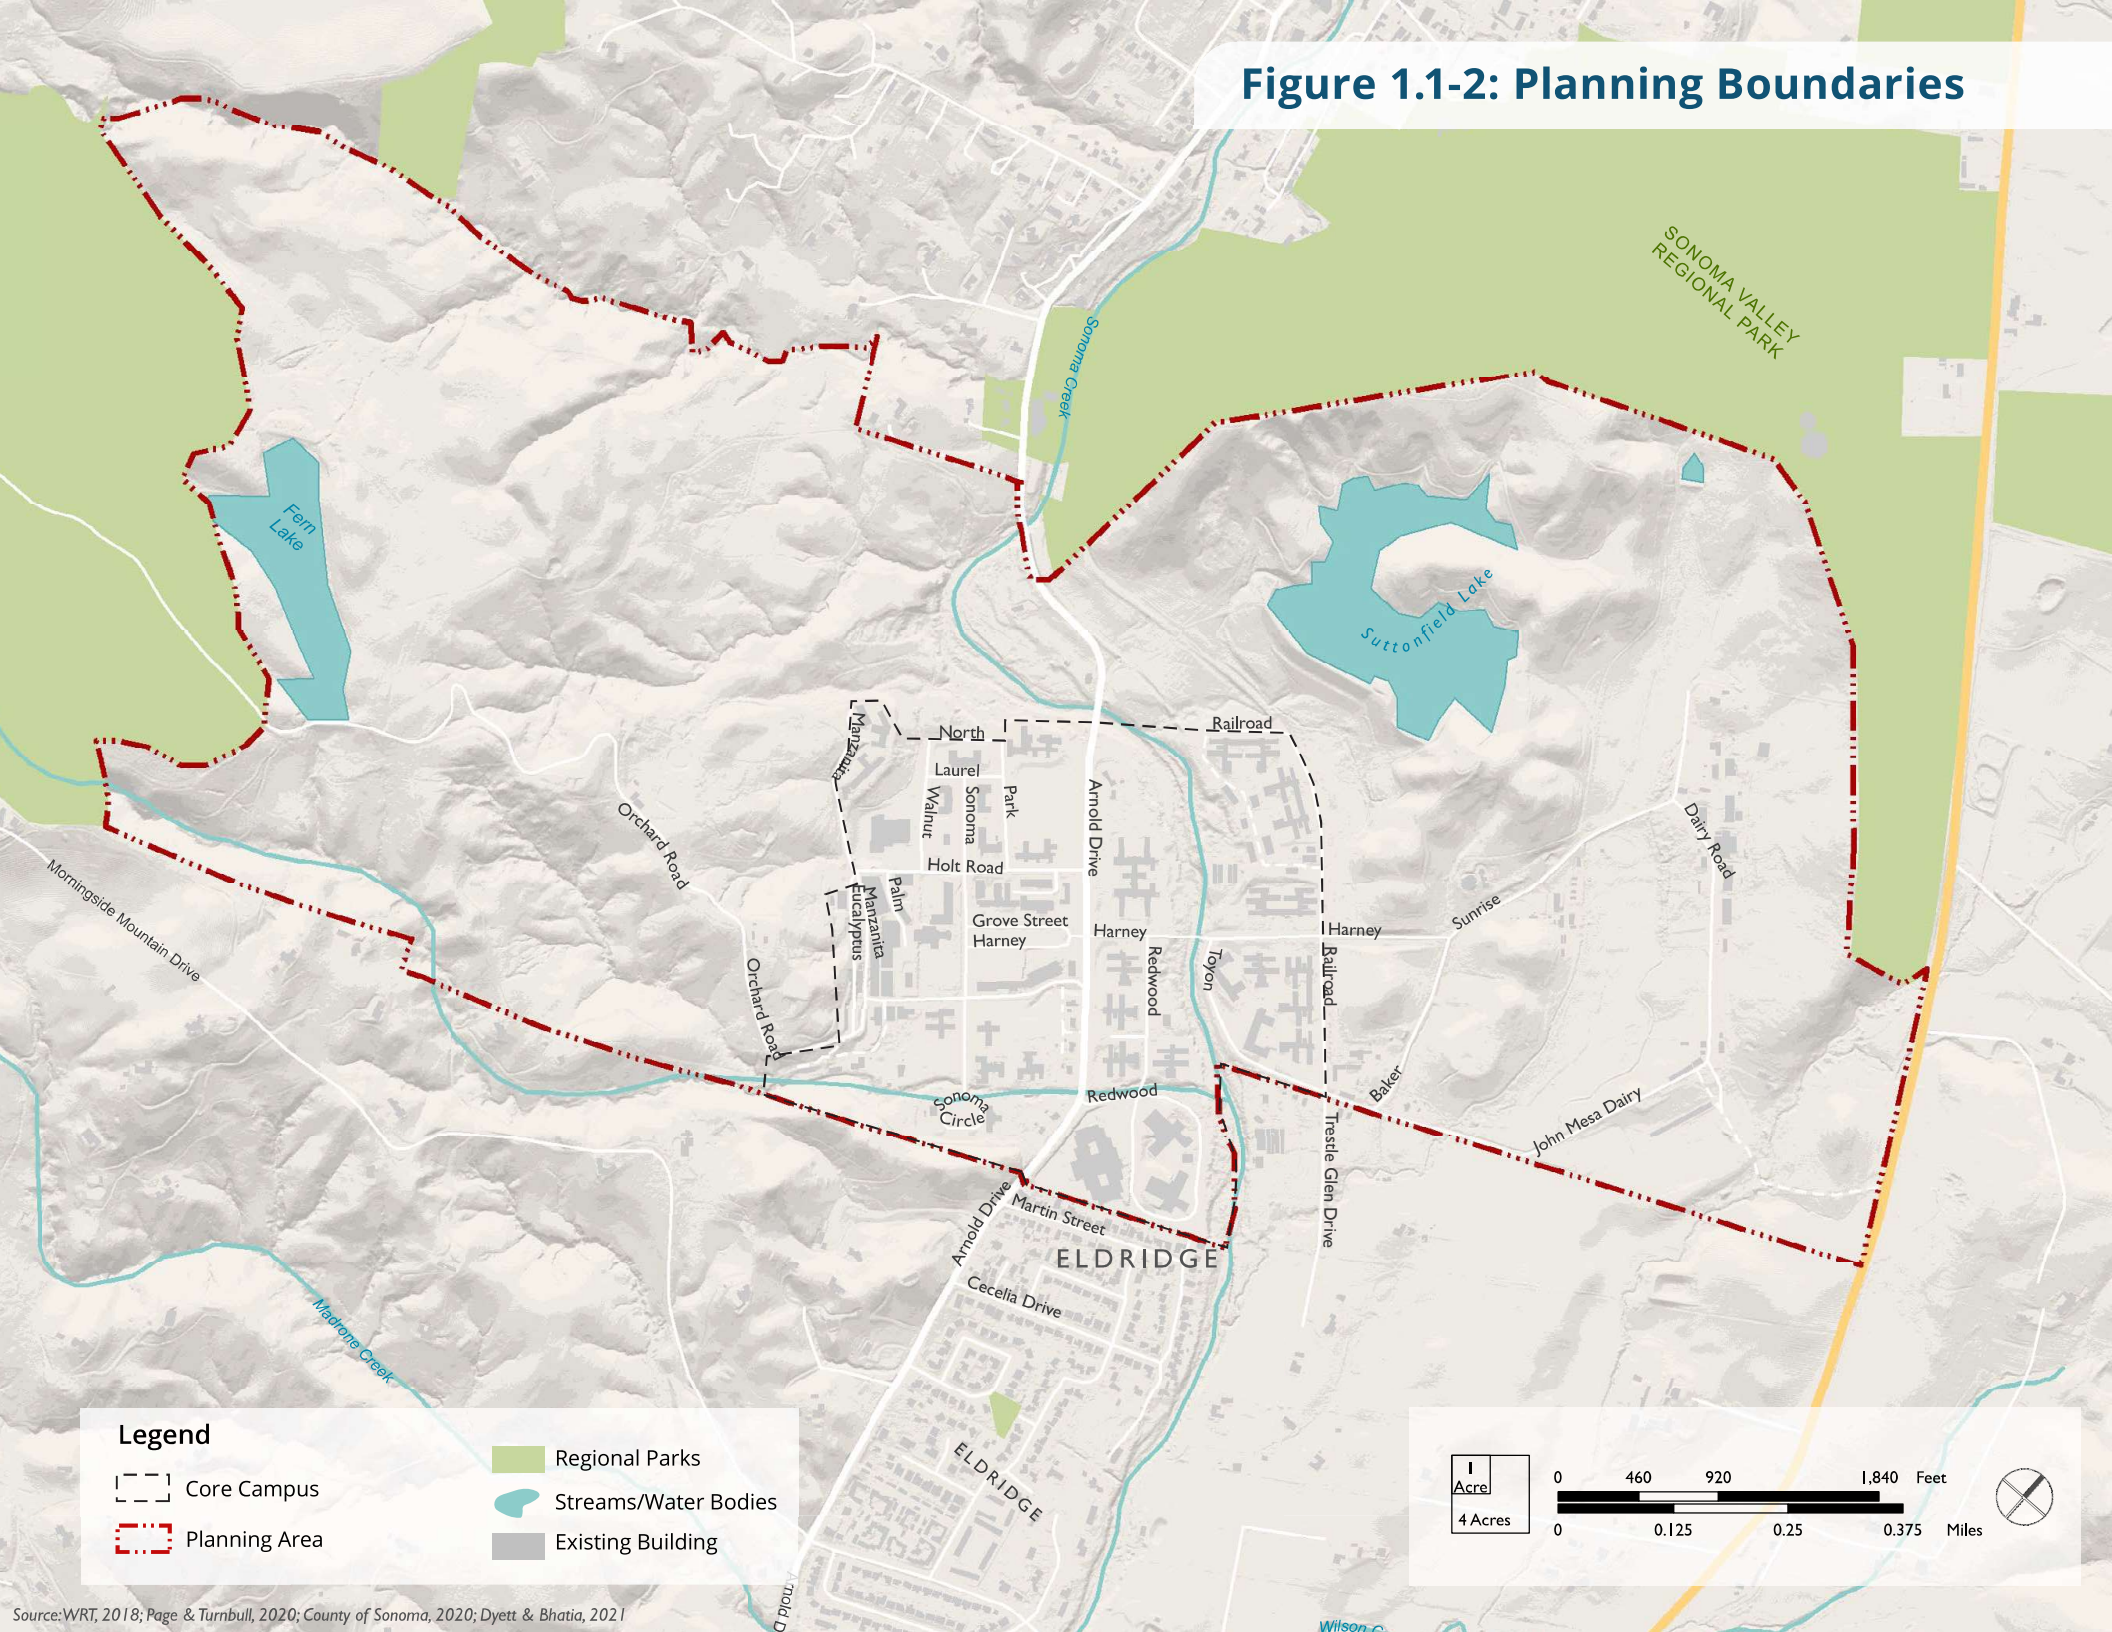 Figure 1.1-2: Planning Boundaries
SONOMA VALLEY
REGIONAL PARK
Sonoma Creek
Fern
Lake
Suttonfield Lake
Manzanita
North
Railroad
Laurel
Walnut
Sonoma
Park
Arnold Drive
Orchard Road
Dairy Road
Holt Road
Morningside Mountain Drive
Eucalyptus
Manzanita
Palm
Grove Street
Harney
Harney
Harney
Sunrise
Redwood
Toyon
Railroad
Orchard Road
Sonoma
Circle
Redwood
Baker
John Mesa Dairy
Trestle Glen Drive
Arnold Drive
Martin Street
ELDRIDGE
Cecelia Drive
Madrone Creek
ELDRIDGE
Arnold D
Wilson C
Legend
Core Campus
Planning Area
Regional Parks
Streams/Water Bodies
Existing Building
1
Acre
4 Acres
0 460 920 1,840 Feet
0 0.125 0.25 0.375 Miles
Source: WRT, 2018; Page & Turnbull, 2020; County of Sonoma, 2020; Dyett & Bhatia, 2021